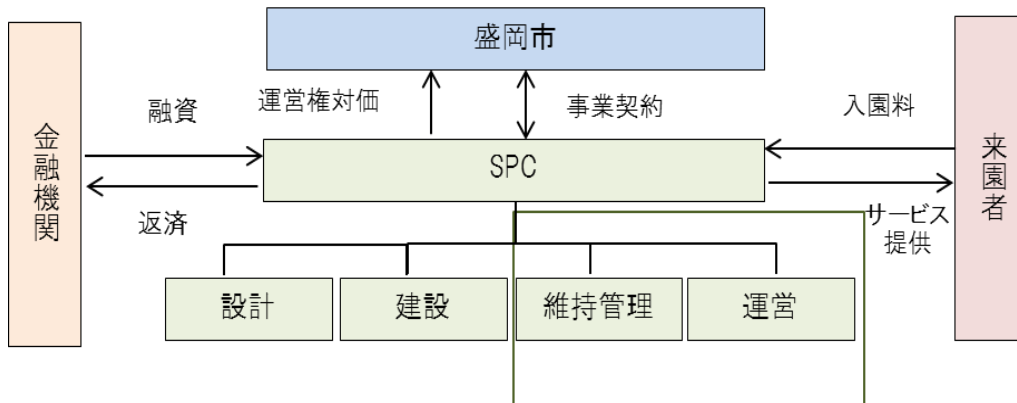 盛岡市
運営権対価
事業契約
融資
入園料
金融機関
SPC
来園者
返済
サービス
提供
設計
建設
維持管理
運営